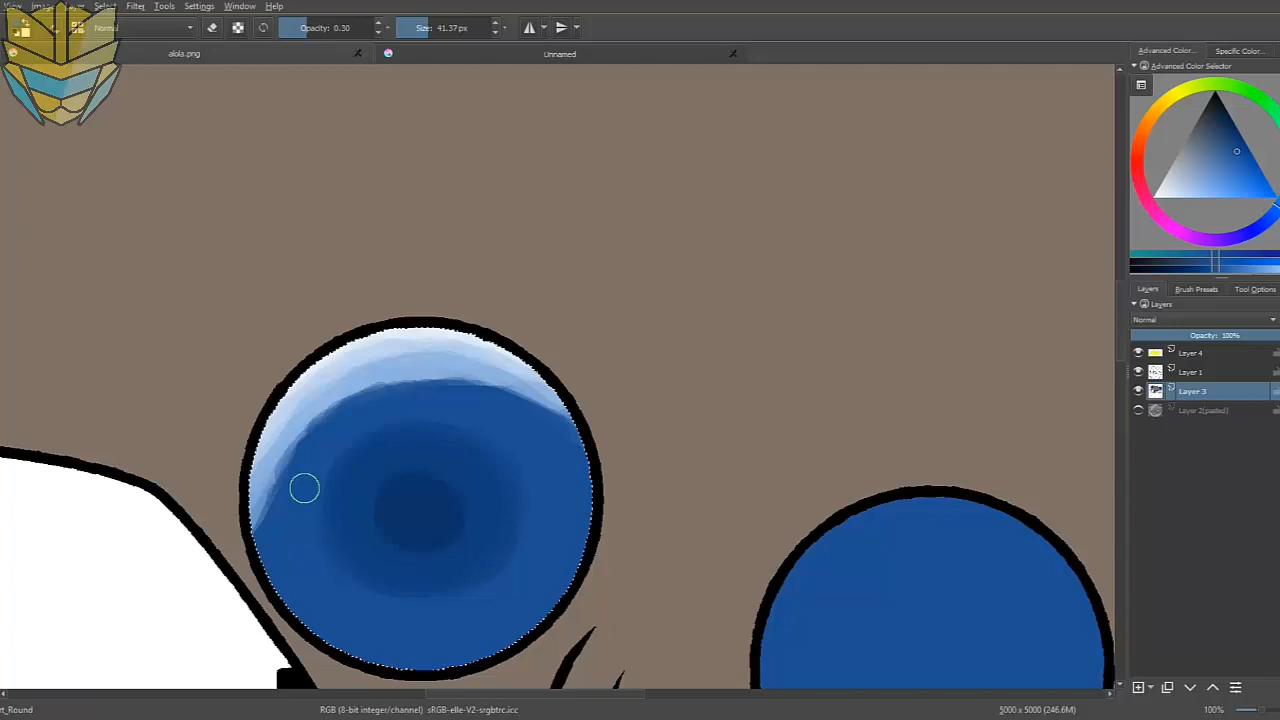 View Image Layer Select Filter Tools Settings Window Help
Normal Opacity: 0.30 Size: 41.37 px
alola.png Unnamed
Advanced Color... Specific Color...
Advanced Color Selector
Layers Brush Presets Tool Options
Layers
Normal
Opacity: 100%
Layer 4
Layer 1
Layer 3
Layer 2(pasted)
RGB (8-bit integer/channel) sRGB-elle-V2-srgbtrc.icc 5000 x 5000 (246.6M) 100%